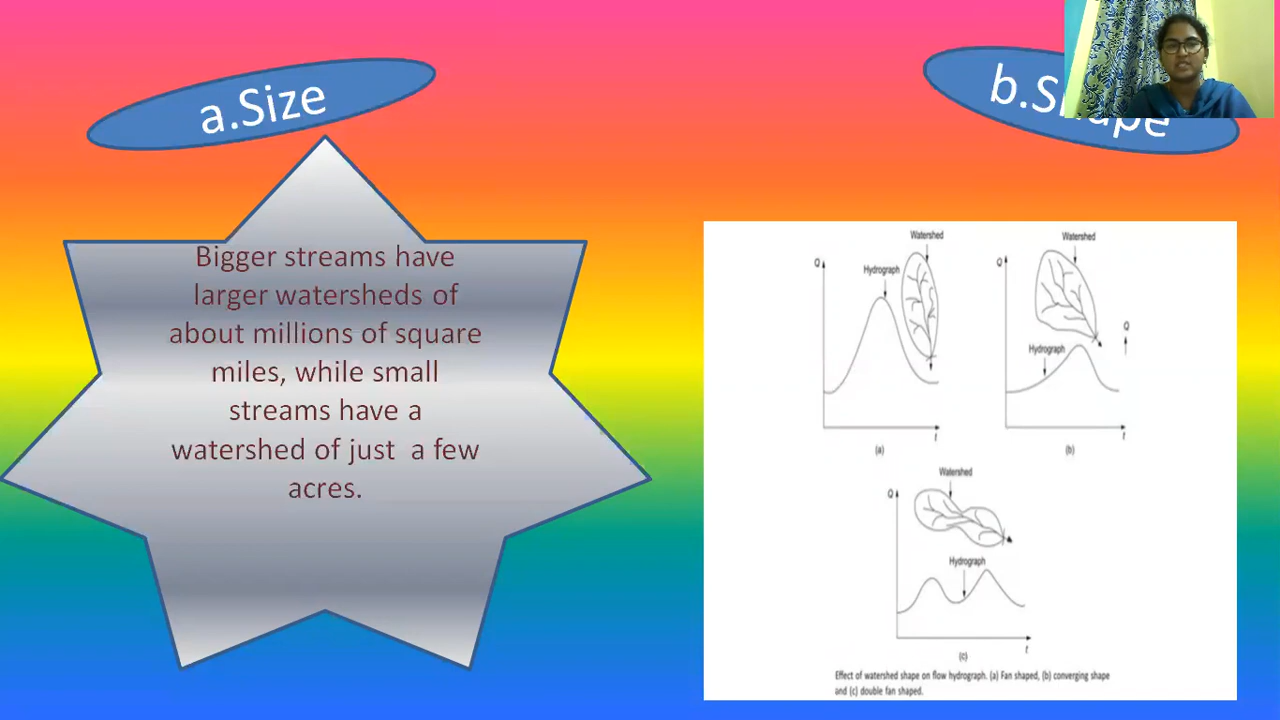 a.Size
b.Shape
Bigger streams have
larger watersheds of
about millions of square
miles, while small
streams have a
watershed of just a few
acres.
Watershed
Hydrograph
Q
t
(a)
Watershed
Q
Hydrograph
Q
t
(b)
Watershed
Q
Hydrograph
t
(c)
Effect of watershed shape on flow hydrograph. (a) Fan shaped, (b) converging shape
and (c) double fan shaped.